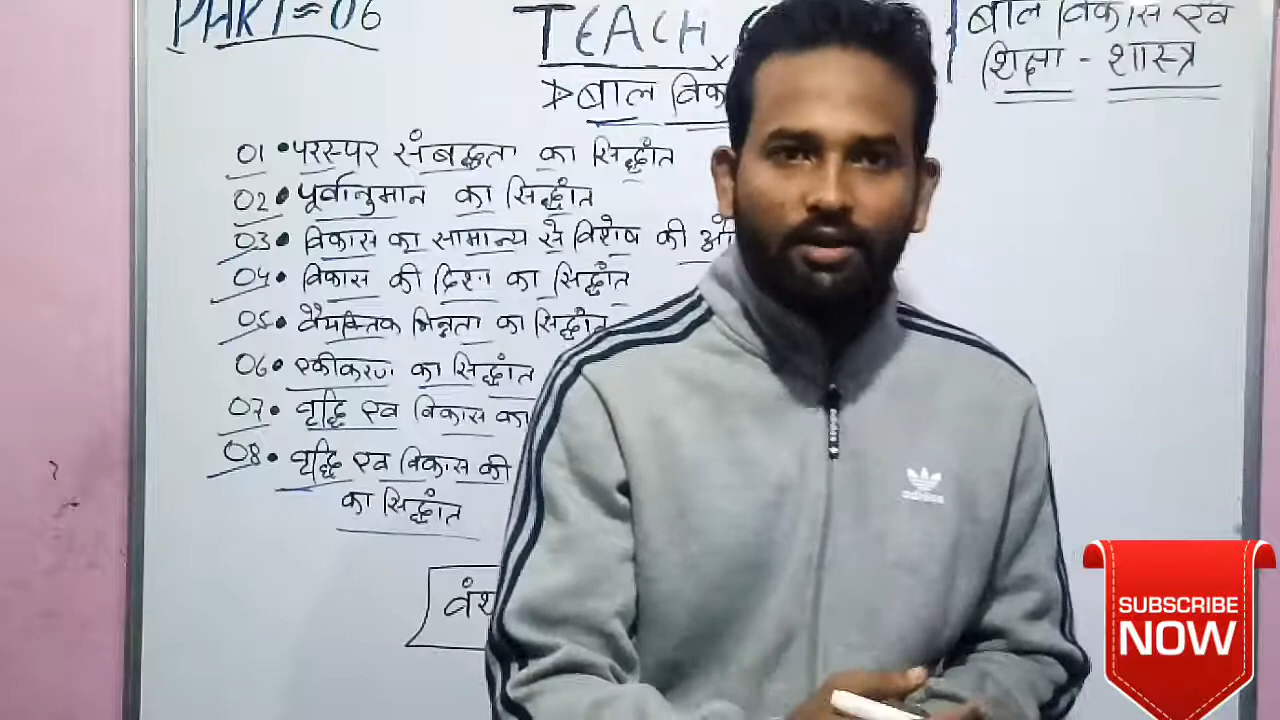 PART = 06
TEACH
बाल विकास एव
शिक्षा - शास्त्र
बाल विका
01 • परस्पर संबद्धता का सिद्धांत
02 • पूर्वानुमान का सिद्धांत
03 • विकास का सामान्य से विशेष की ओ
04 • विकास की दिशा का सिद्धांत
05 • वैयक्तिक भिन्नता का सिद्धांत
06 • एकीकरण का सिद्धांत
07 • वृद्धि एव विकास का
08 • वृद्धि एव विकास की
का सिद्धांत
वंश
adidas
SUBSCRIBE
NOW